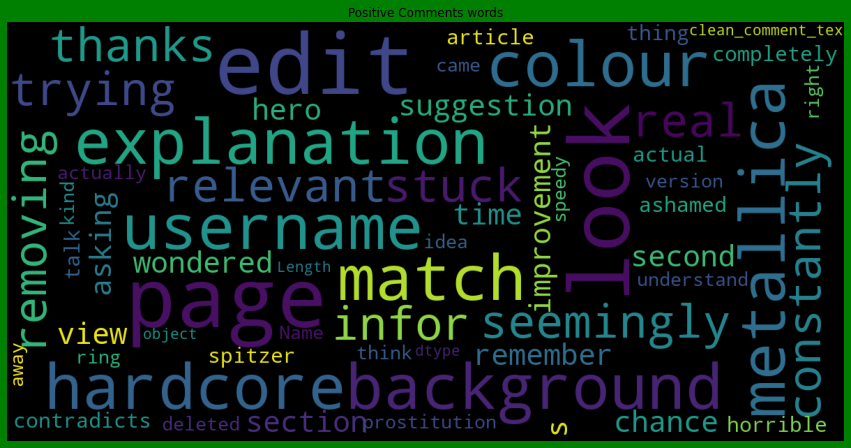 Positive Comments words
thanks
edit
article
thing
clean_comment_tex
colour
completely
came
trying
hero
suggestion
right
look
real
metallica
explanation
removing
improvement
actual
constantly
actually
relevant
stuck
speedy
version
kind
talk
asking
username
time
ashamed
idea
wondered
Length
match
second
understand
page
infor
seemingly
view
object
Name
away
ring
spitzer
think
dtype
remember
hardcore
background
contradicts
deleted
section
prostitution
s
chance
horrible